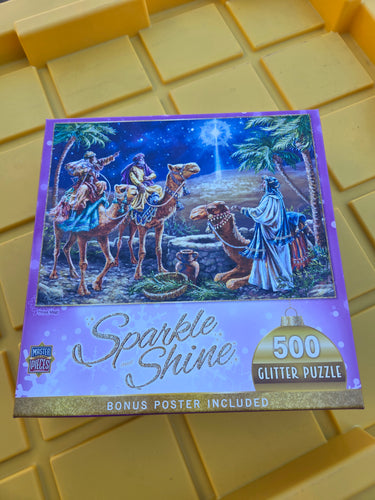 Sparkle
Shine
MASTER
PIECES
500
GLITTER PUZZLE
BONUS POSTER INCLUDED